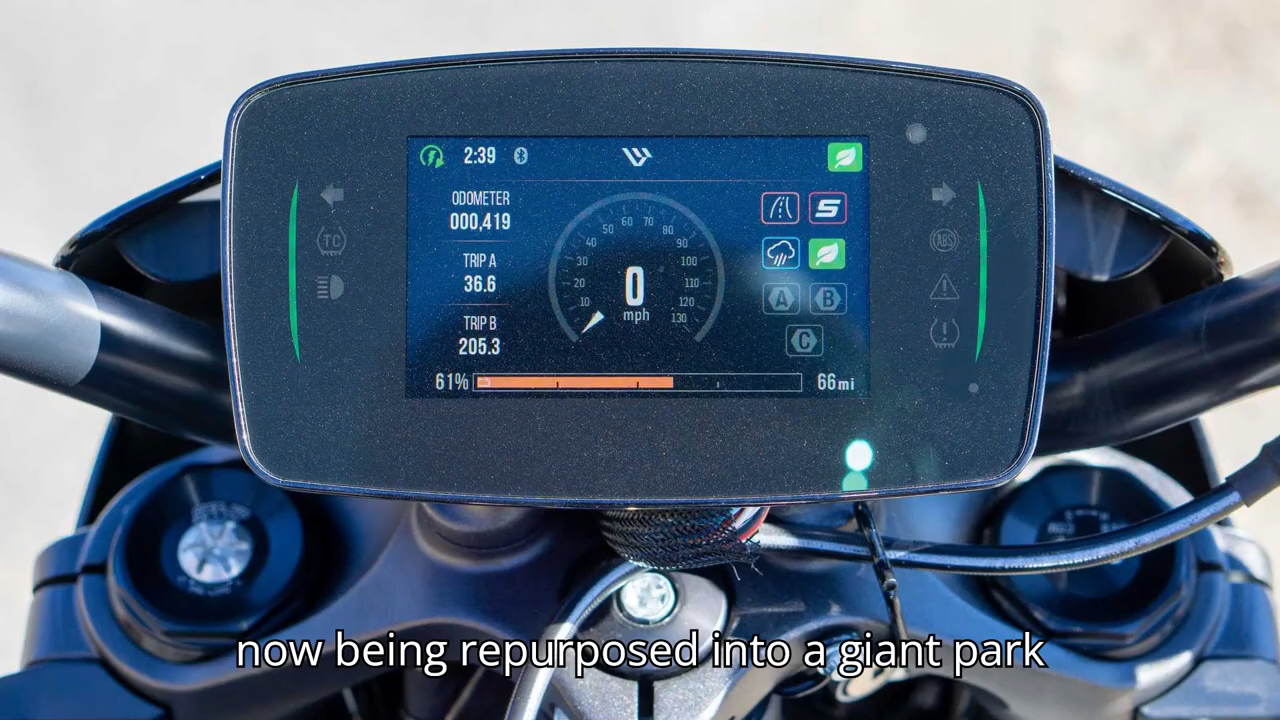 2:39
ODOMETER
000,419
TRIP A
36.6
TRIP B
205.3
10
20
30
40
50
60
70
80
90
100
110
120
130
0
mph
S
A
B
C
61%
66mi
TC
ABS
now being repurposed into a giant park